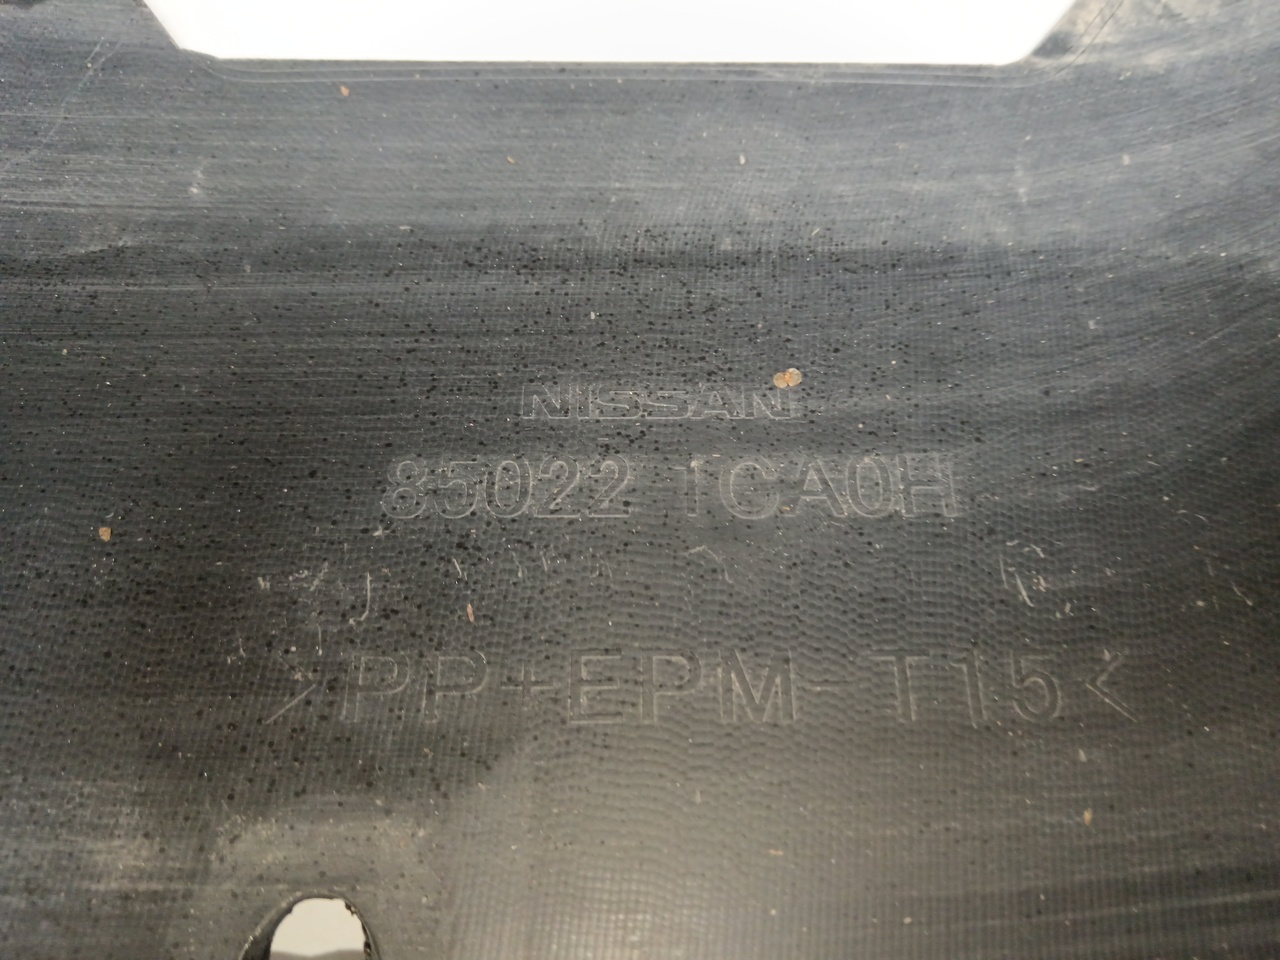 NISSAN
85022 1CA0H
>PP+EPM-T15<